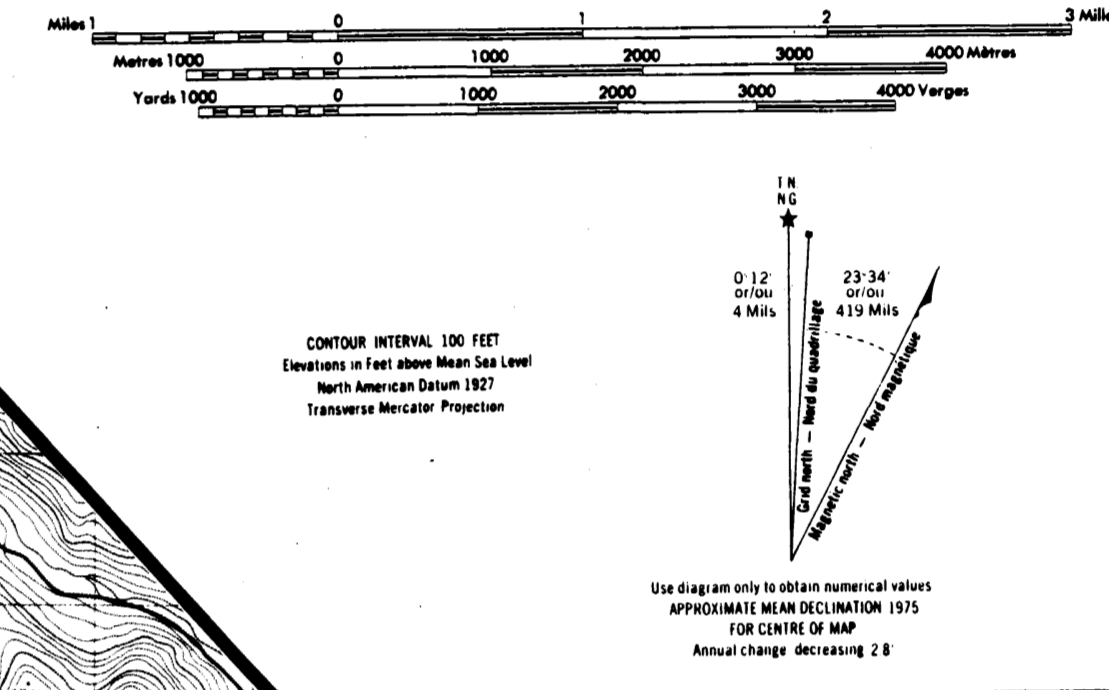 Miles 1 0 1 2 3 Mille
Metres 1000 0 1000 2000 3000 4000 Mètres
Yards 1000 0 1000 2000 3000 4000 Verges
T N
N G
0°12' 23°34'
or/ou or/ou
4 Mils 419 Mils
Grid north — Nord du quadrillage
Magnetic north — Nord magnétique
CONTOUR INTERVAL 100 FEET
Elevations in Feet above Mean Sea Level
North American Datum 1927
Transverse Mercator Projection
Use diagram only to obtain numerical values
APPROXIMATE MEAN DECLINATION 1975
FOR CENTRE OF MAP
Annual change decreasing 2 8'